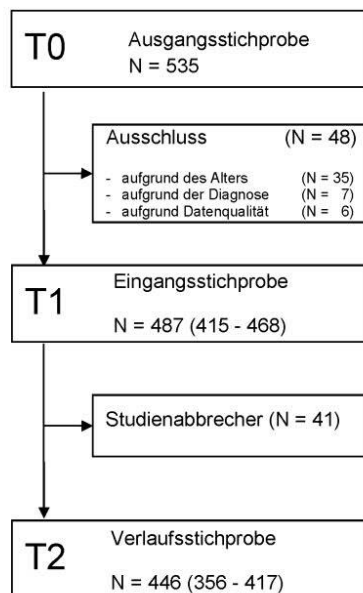 T0
Ausgangsstichprobe
N = 535
Ausschluss (N = 48)
- aufgrund des Alters (N = 35)
- aufgrund der Diagnose (N = 7)
- aufgrund Datenqualität (N = 6)
T1
Eingangsstichprobe
N = 487 (415 - 468)
Studienabbrecher (N = 41)
T2
Verlaufsstichprobe
N = 446 (356 - 417)